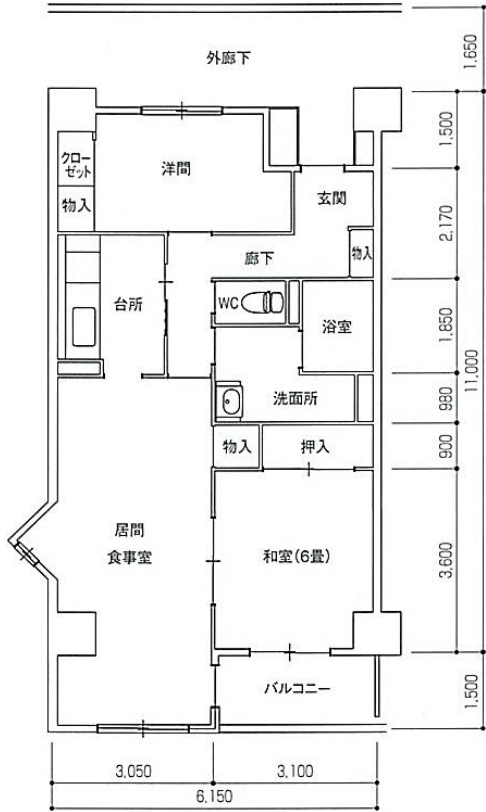 外廊下
1,650
クロー
ゼット
洋間
1,500
物入
玄関
2,170
廊下
物入
台所
WC
浴室
1,850
11,000
洗面所
980
物入
押入
900
居間
食事室
和室(6畳)
3,600
バルコニー
1,500
3,050
3,100
6,150